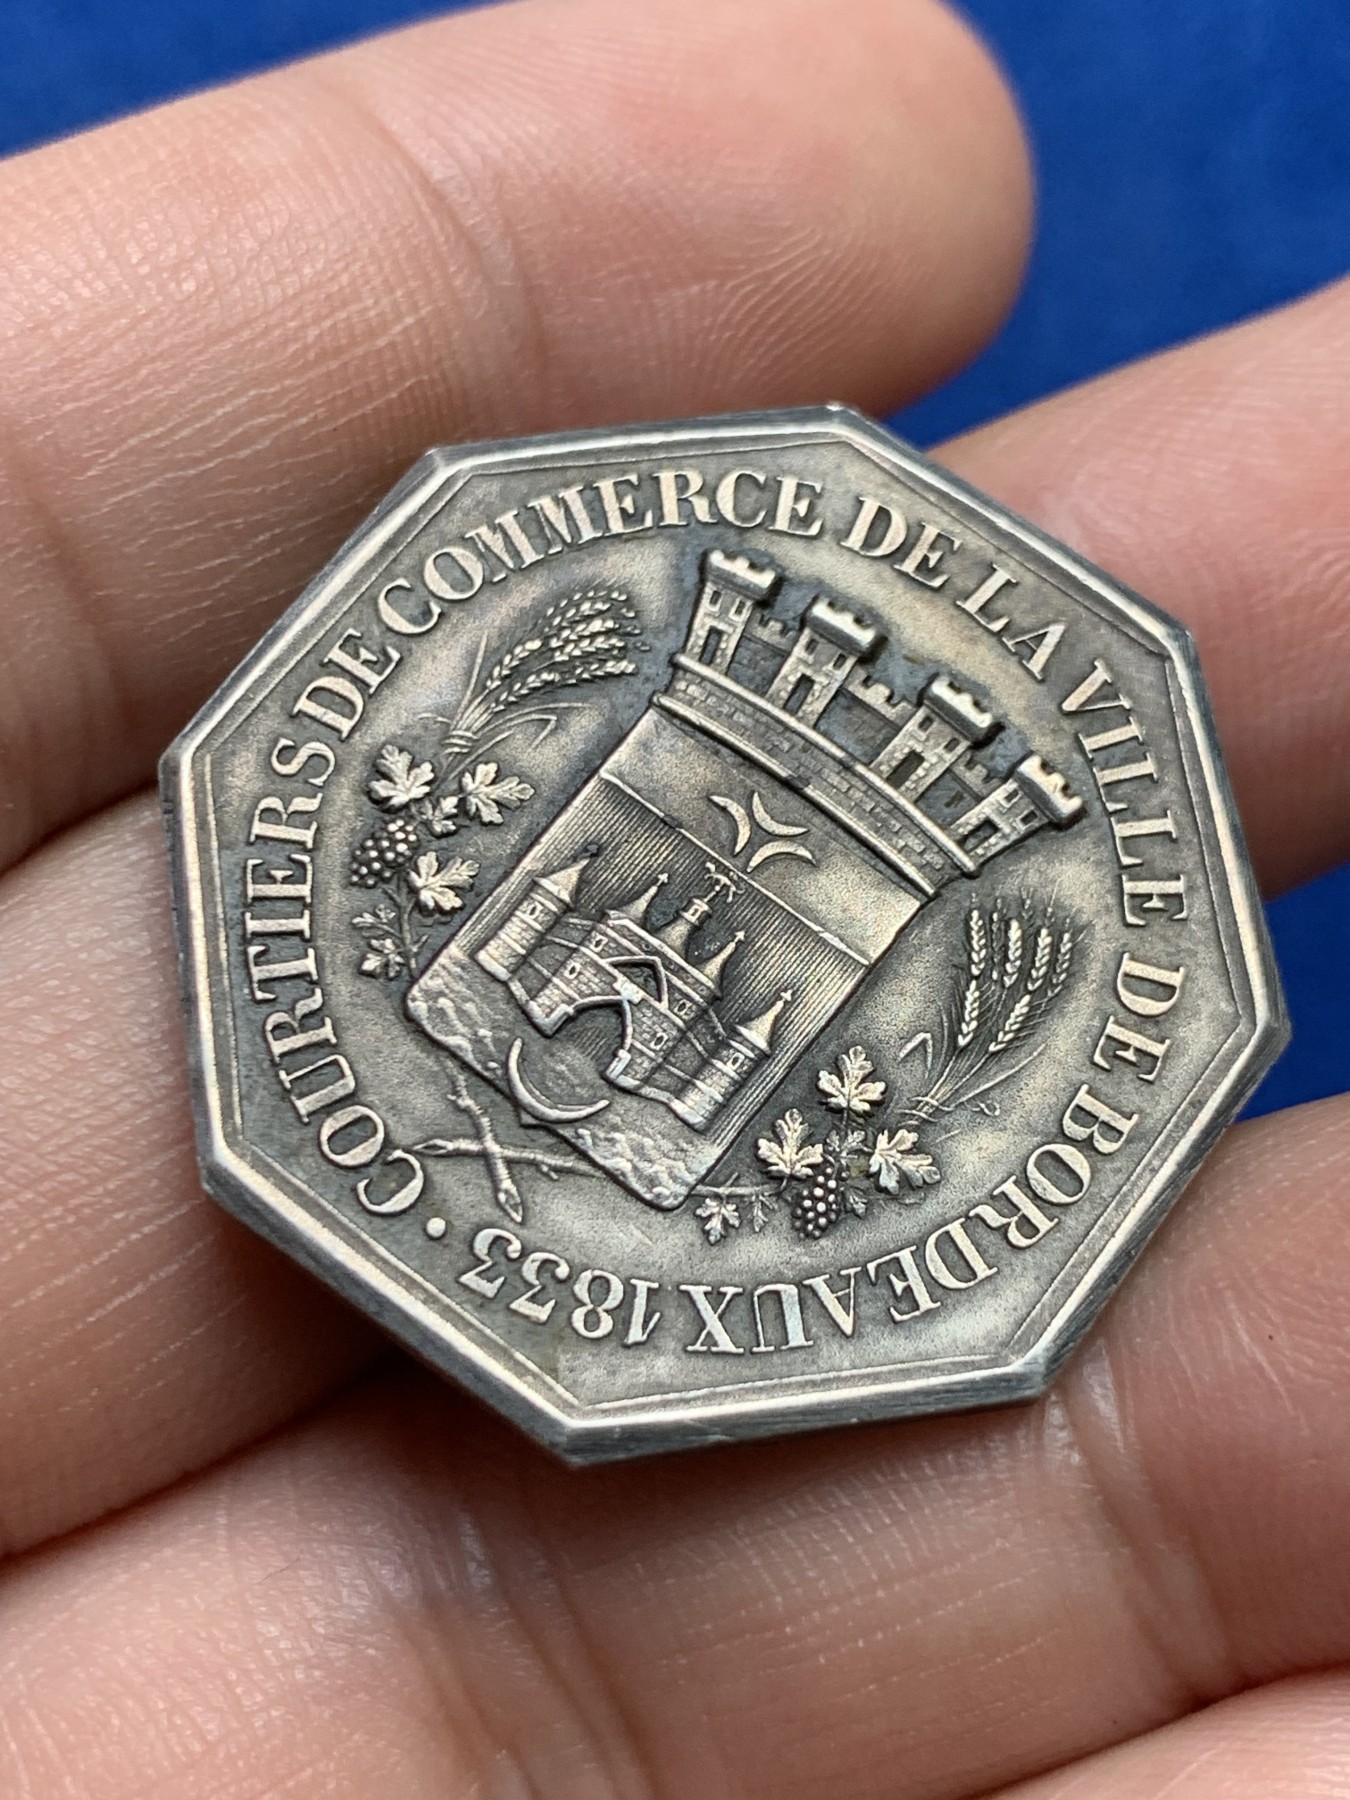 COURTIERS DE COMMERCE DE LA VILLE DE BORDEAUX 1833 ·